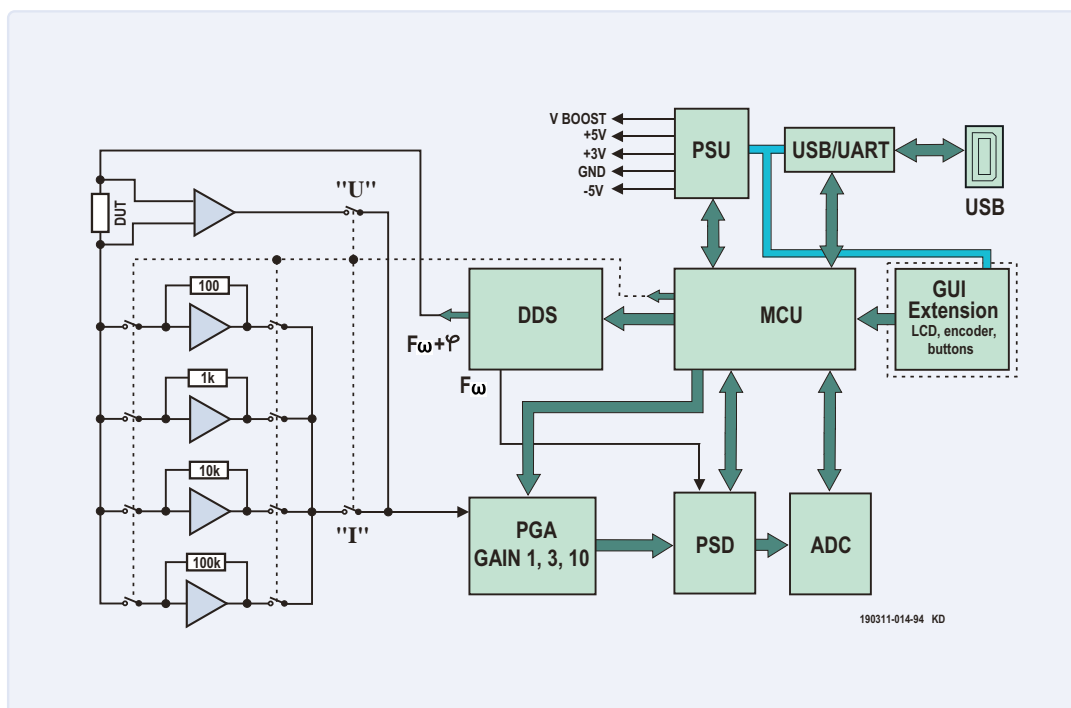 V BOOST
+5V
+3V
GND
-5V
PSU
USB/UART
USB
DUT
"U"
100
1k
10k
100k
"I"
DDS
Fω+φ
Fω
MCU
GUI
Extension
LCD, encoder,
buttons
PGA
GAIN 1, 3, 10
PSD
ADC
190311-014-94 KD